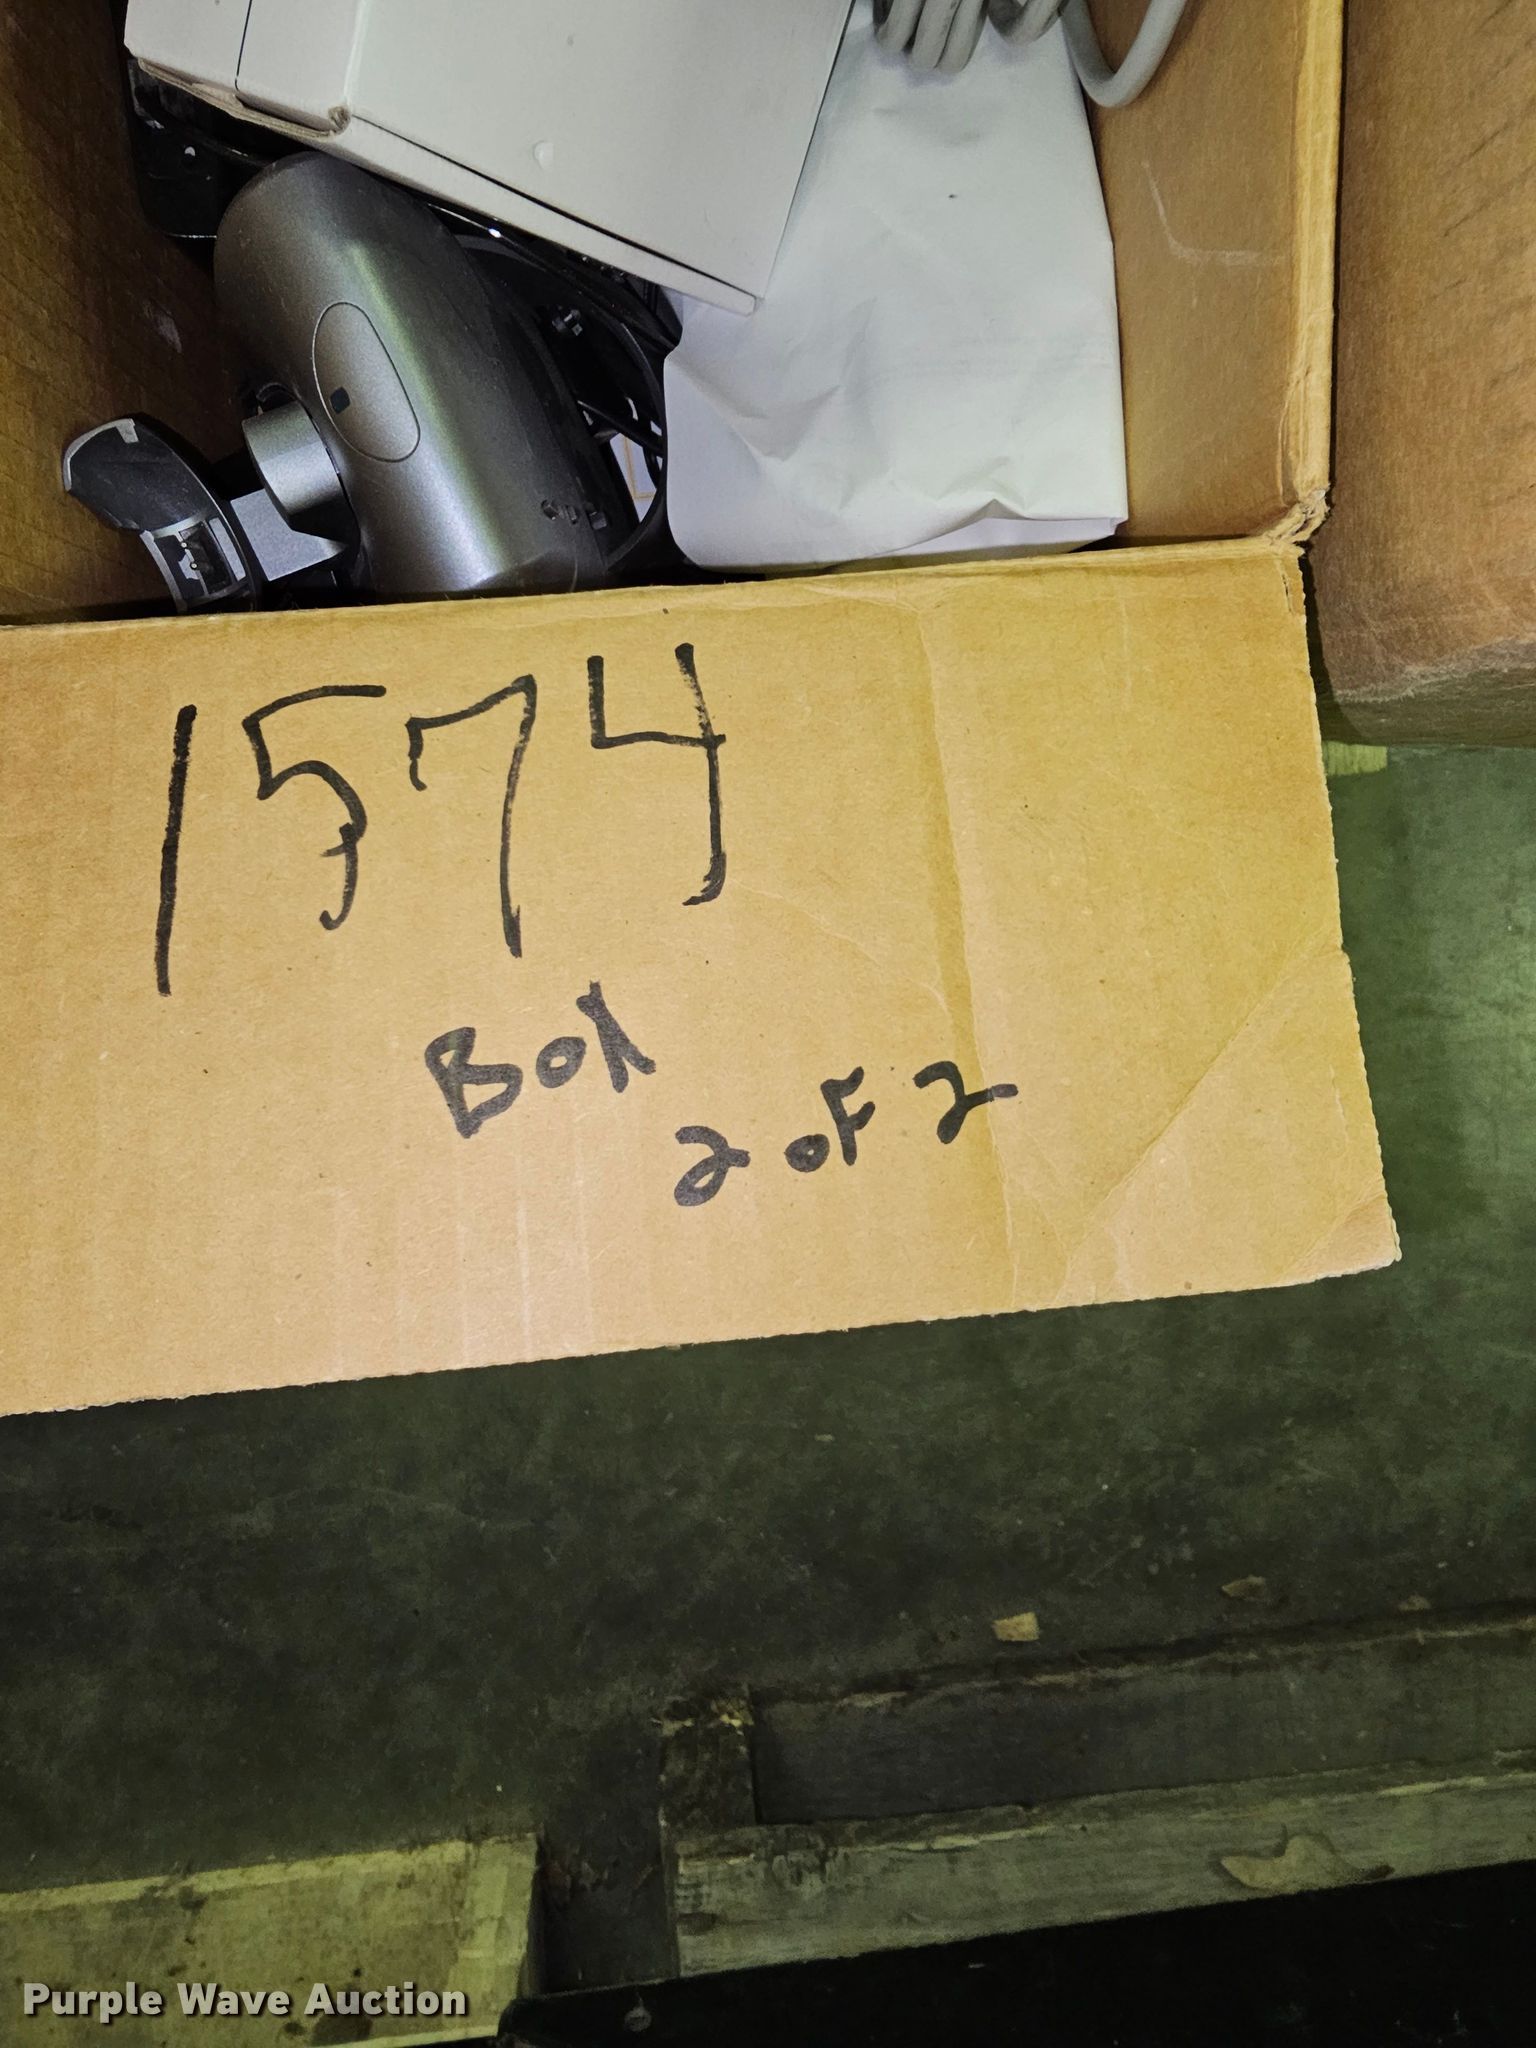 1574
Box
2 of 2
Purple Wave Auction